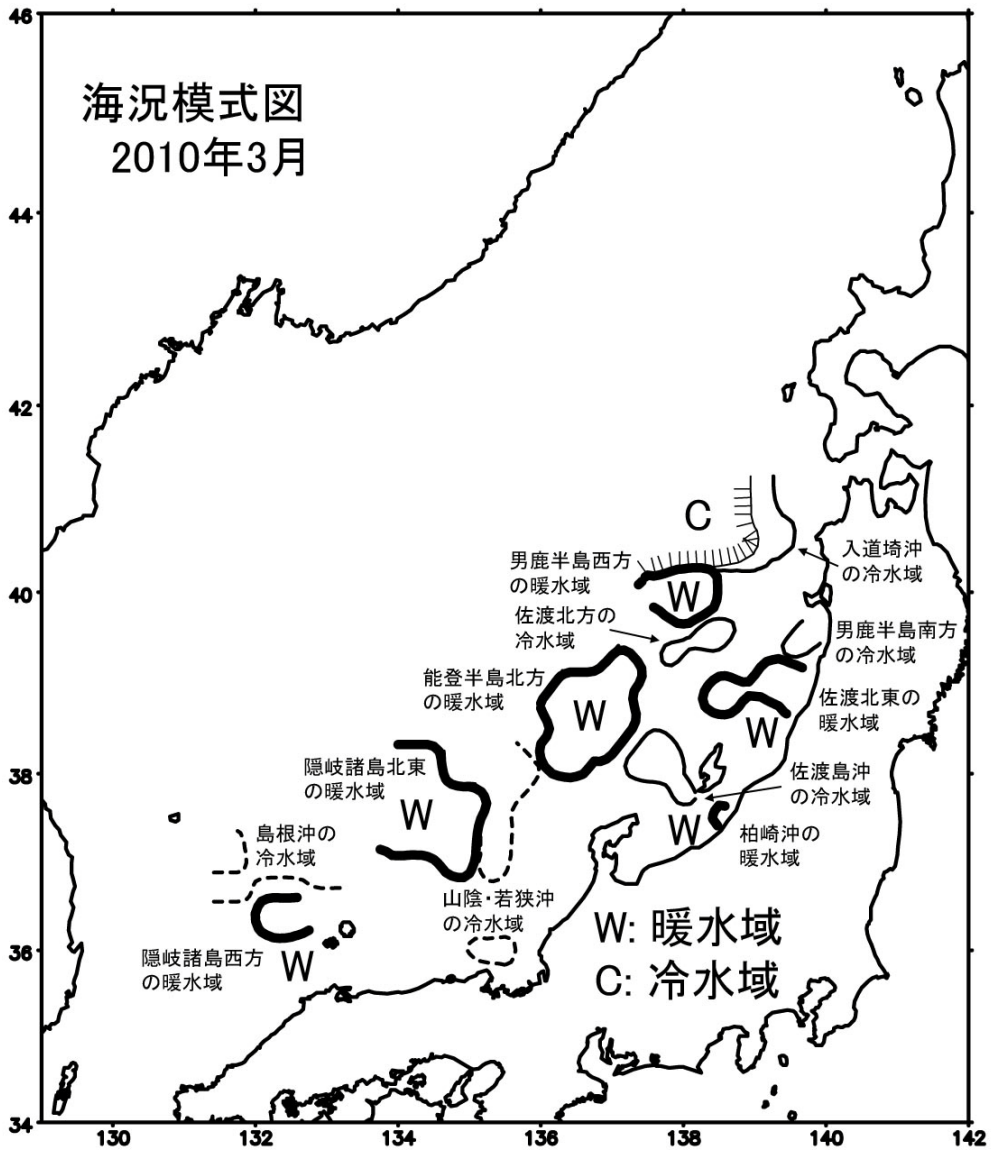 海況模式図
2010年3月
46
44
42
40
38
36
34
C
入道埼沖
の冷水域
男鹿半島西方
の暖水域
W
佐渡北方の
冷水域
男鹿半島南方
の冷水域
能登半島北方
の暖水域
W
佐渡北東の
暖水域
W
隠岐諸島北東
の暖水域
W
佐渡島沖
の冷水域
W
柏崎沖の
暖水域
島根沖の
冷水域
山陰・若狭沖
の冷水域
隠岐諸島西方
の暖水域
W
W: 暖水域
C: 冷水域
130
132
134
136
138
140
142